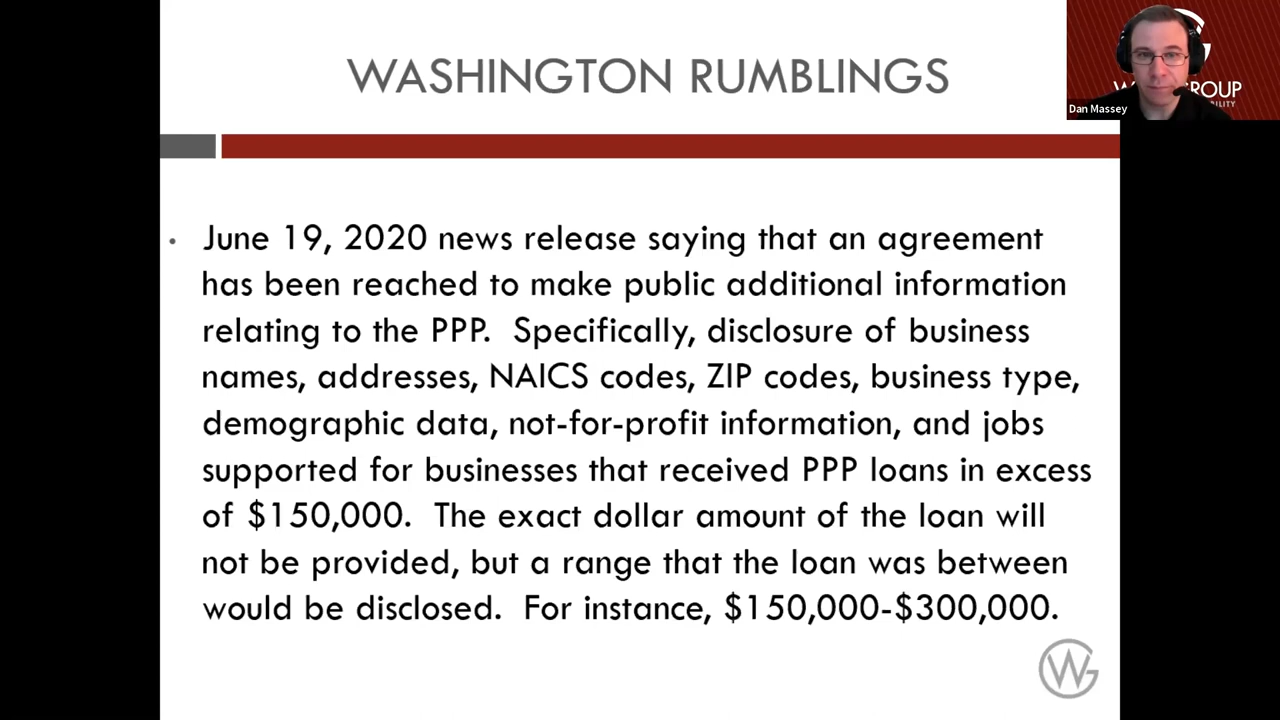 WASHINGTON RUMBLINGS
Dan Massey
• June 19, 2020 news release saying that an agreement
has been reached to make public additional information
relating to the PPP.  Specifically, disclosure of business
names, addresses, NAICS codes, ZIP codes, business type,
demographic data, not-for-profit information, and jobs
supported for businesses that received PPP loans in excess
of $150,000.  The exact dollar amount of the loan will
not be provided, but a range that the loan was between
would be disclosed.  For instance, $150,000-$300,000.